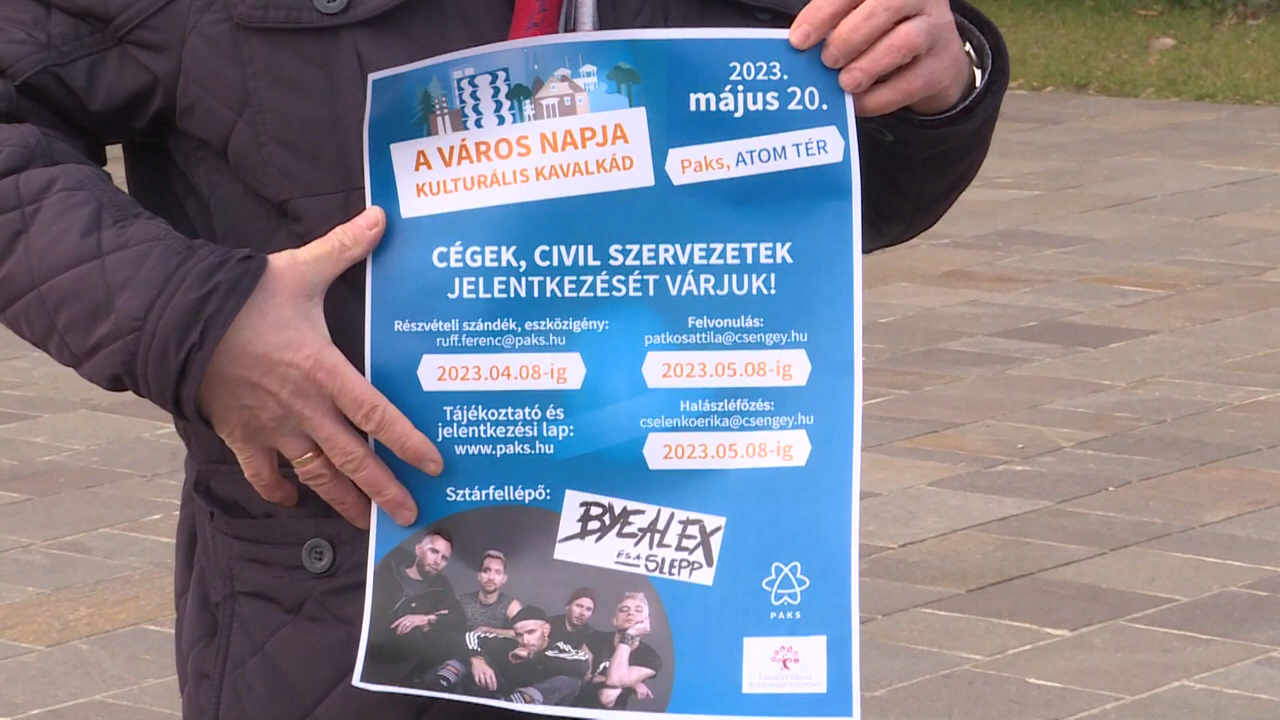 A VÁROS NAPJA
KULTURÁLIS KAVALKÁD
2023.
május 20.
Paks, ATOM TÉR
CÉGEK, CIVIL SZERVEZETEK
JELENTKEZÉSÉT VÁRJUK!
Részvételi szándék, eszközigény:
ruff.ferenc@paks.hu
2023.04.08-ig
Tájékoztató és
jelentkezési lap:
www.paks.hu
Felvonulás:
patkosattila@csengey.hu
2023.05.08-ig
Halászléfőzés:
cselenkoerika@csengey.hu
2023.05.08-ig
Sztárfellépő:
BYEALEX
ÉS A SLEPP
PAKS